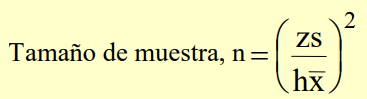 Tamaño de muestra, n = (zs / hx̅)²